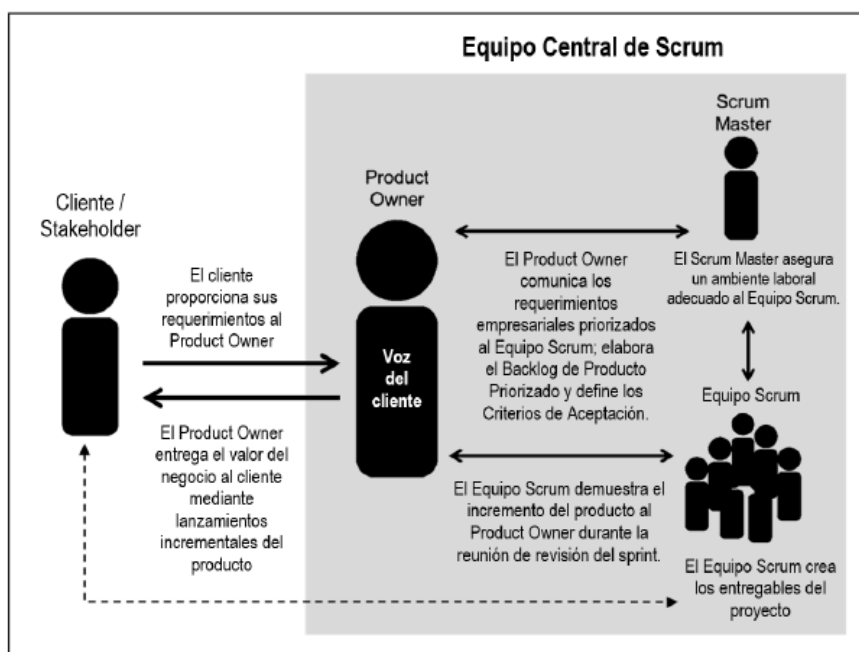 Equipo Central de Scrum
Scrum
Master
Product
Owner
Cliente /
Stakeholder
El cliente
proporciona sus
requerimientos al
Product Owner
Voz
del
cliente
El Product Owner
entrega el valor del
negocio al cliente
mediante
lanzamientos
incrementales del
producto
El Product Owner
comunica los
requerimientos
empresariales priorizados
al Equipo Scrum; elabora
el Backlog de Producto
Priorizado y define los
Criterios de Aceptación.
El Scrum Master asegura
un ambiente laboral
adecuado al Equipo Scrum.
Equipo Scrum
El Equipo Scrum demuestra el
incremento del producto al
Product Owner durante la
reunión de revisión del sprint.
El Equipo Scrum crea
los entregables del
proyecto